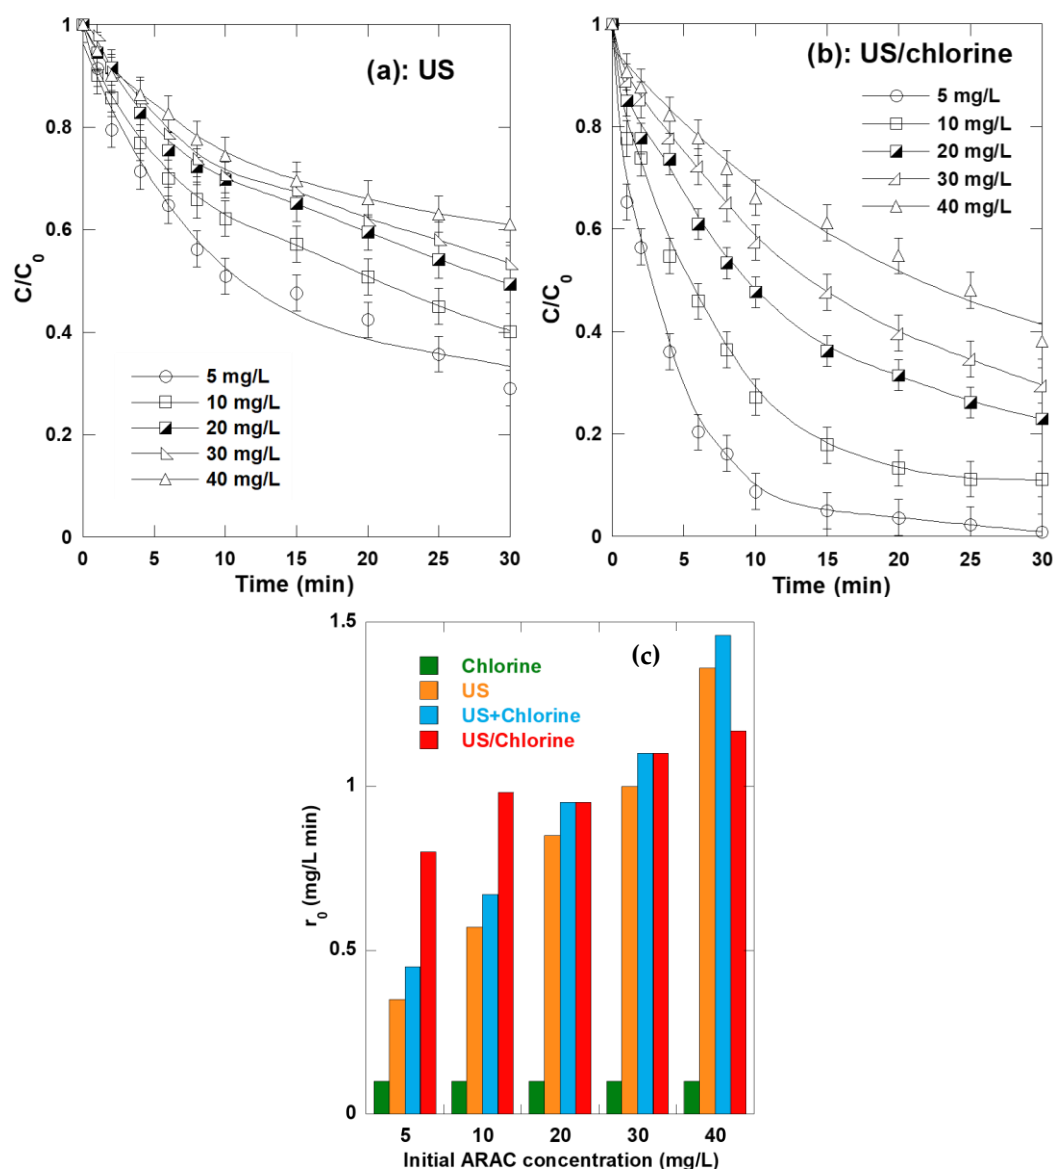 (a): US
1
0.8
0.6
0.4
0.2
0
C/C0
5 mg/L
10 mg/L
20 mg/L
30 mg/L
40 mg/L
0 5 10 15 20 25 30
Time (min)
(b): US/chlorine
1
0.8
0.6
0.4
0.2
0
C/C0
5 mg/L
10 mg/L
20 mg/L
30 mg/L
40 mg/L
0 5 10 15 20 25 30
Time (min)
(c)
1.5
1
0.5
0
r0 (mg/L min)
Chlorine
US
US+Chlorine
US/Chlorine
5 10 20 30 40
Initial ARAC concentration (mg/L)